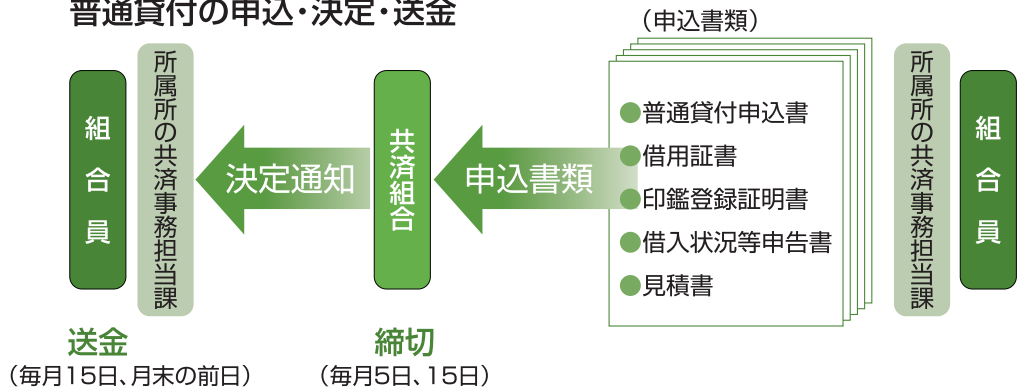 普通貸付の申込・決定・送金
（申込書類）
組合員
所属所の共済事務担当課
決定通知
共済組合
申込書類
●普通貸付申込書
●借用証書
●印鑑登録証明書
●借入状況等申告書
●見積書
所属所の共済事務担当課
組合員
送金
（毎月15日、月末の前日）
締切
（毎月5日、15日）